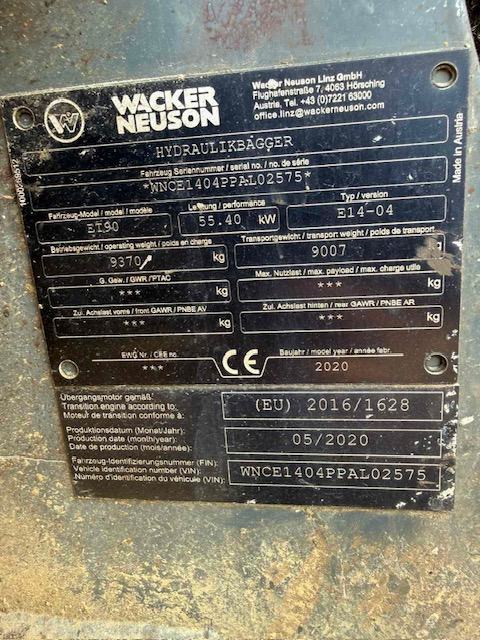 WACKER
NEUSON
Wacker Neuson Linz GmbH
Flughafenstraße 7, 4063 Hörsching
Austria, Tel. +43 (0)7221 63000
office.linz@wackerneuson.com
HYDRAULIKBAGGER
Fahrzeug Seriennummer / serial no. / no. de série
*WNCE1404PPAL02575*
Fahrzeug-Model / model / modèle
ET90
Leistung / performance
55.40 kW
Typ / version
E14-04
Betriebsgewicht / operating weight / poids en charge
9370 kg
Transportgewicht / transport. weight / poids de transport
9007 kg
G. Gew. / GWR / PTAC
*** kg
Max. Nutzlast / max. payload / max. charge utile
*** kg
Zul. Achslast vorne / front GAWR / PNBE AV
*** kg
Zul. Achslast hinten / rear GAWR / PNBE AR
*** kg
EWG Nr. / CEE no.
***
CE
Baujahr / model year / année fabr.
2020
Made in Austria
Übergangsmotor gemäß:
Transition engine according to:
Moteur de transition conforme à:
(EU) 2016/1628
Produktionsdatum (Monat/Jahr):
Production date (month/year):
Date de production (mois/année):
05/2020
Fahrzeug-Identifizierungsnummer (FIN):
Vehicle identification number (VIN):
Numéro d'identification du véhicule (VIN):
WNCE1404PPAL02575